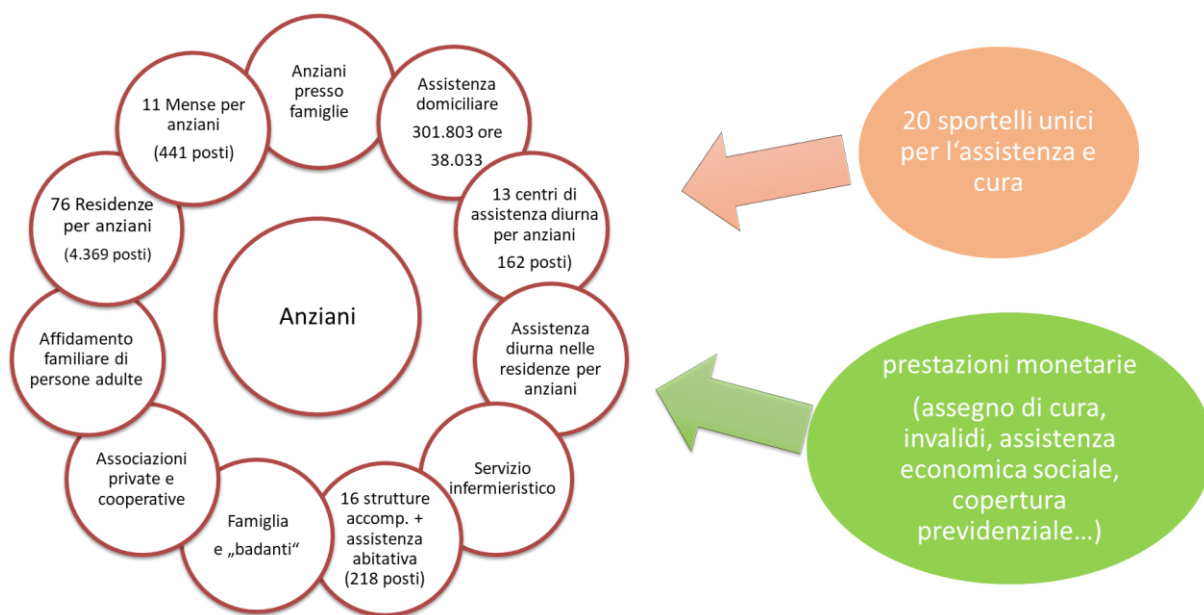 Anziani
presso
famiglie
Assistenza
domiciliare
301.803 ore
38.033
13 centri di
assistenza diurna
per anziani
162 posti)
Assistenza
diurna nelle
residenze per
anziani
Servizio
infermieristico
16 strutture
accomp. +
assistenza
abitativa
(218 posti)
Famiglia
e „badanti“
Associazioni
private e
cooperative
Affidamento
familiare di
persone adulte
76 Residenze
per anziani
(4.369 posti)
11 Mense per
anziani
(441 posti)
Anziani
20 sportelli unici
per l‘assistenza e
cura
prestazioni monetarie
(assegno di cura,
invalidi, assistenza
economica sociale,
copertura
previdenziale…)